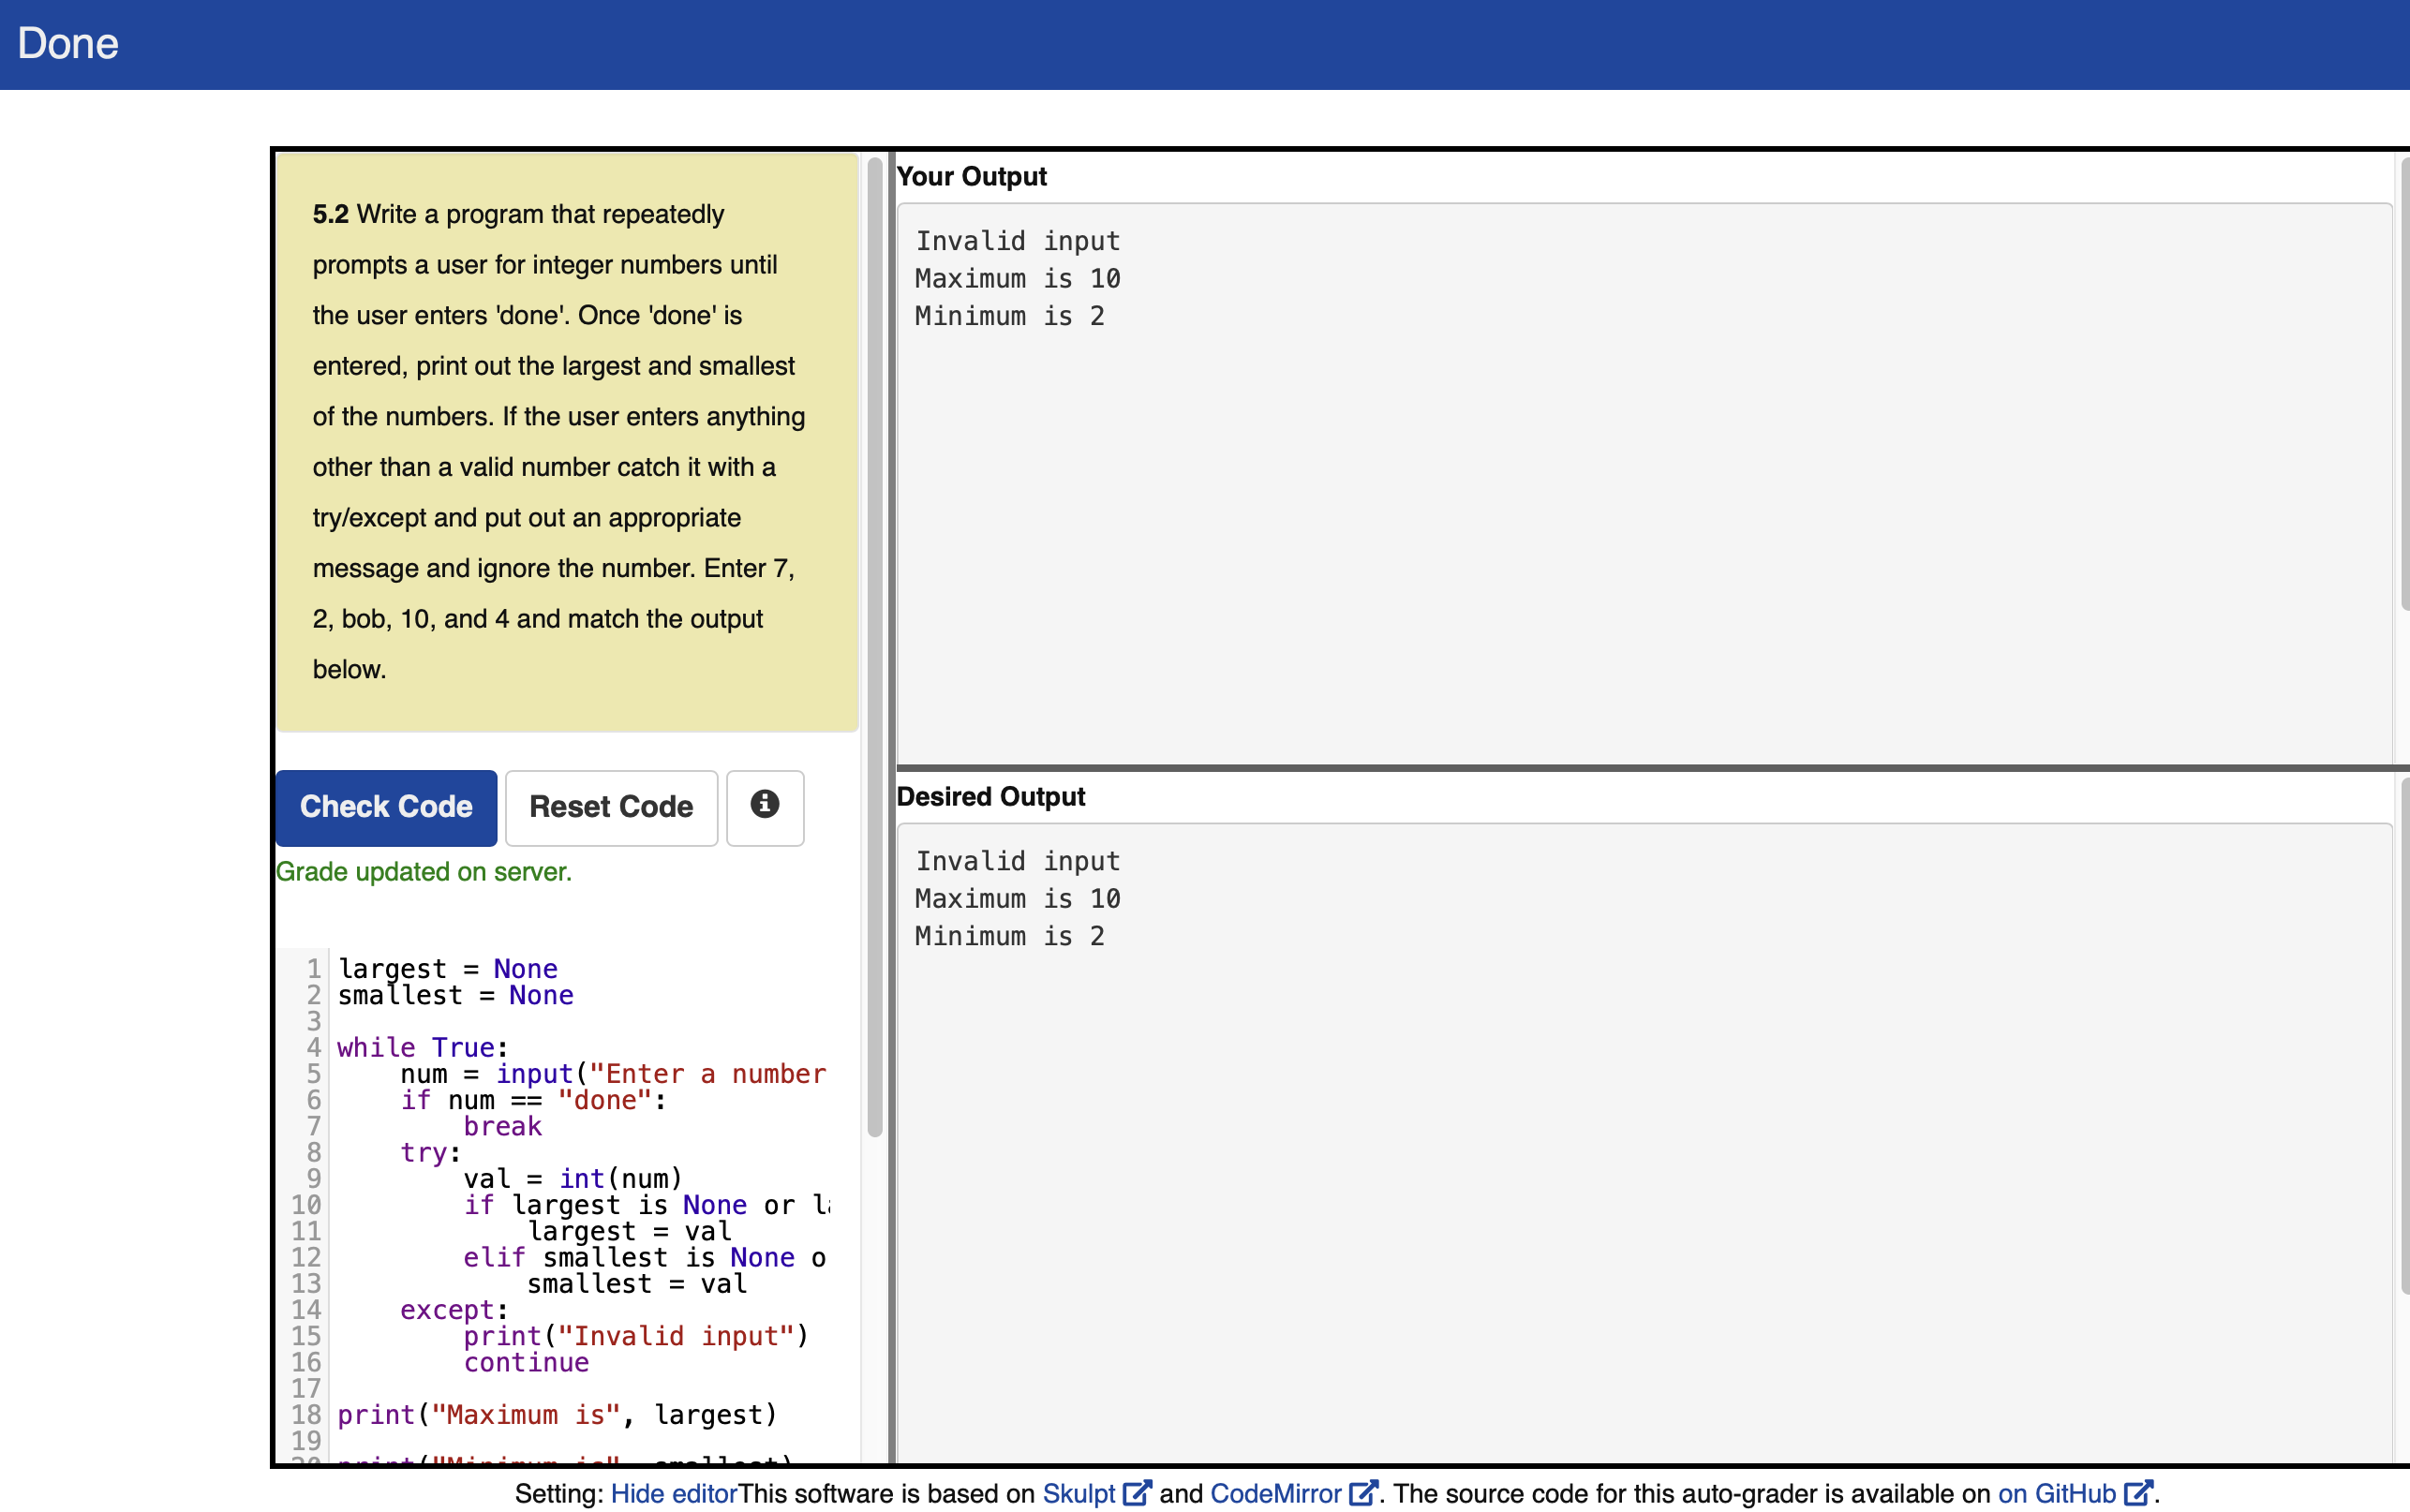 Done
5.2 Write a program that repeatedly
prompts a user for integer numbers until
the user enters 'done'. Once 'done' is
entered, print out the largest and smallest
of the numbers. If the user enters anything
other than a valid number catch it with a
try/except and put out an appropriate
message and ignore the number. Enter 7,
2, bob, 10, and 4 and match the output
below.
Check Code Reset Code
Grade updated on server.
1 largest = None
2 smallest = None
3
4 while True:
5     num = input("Enter a number
6     if num == "done":
7         break
8     try:
9         val = int(num)
10         if largest is None or
11             largest = val
12         elif smallest is None o
13             smallest = val
14     except:
15         print("Invalid input")
16         continue
17
18 print("Maximum is", largest)
19
20 print("Minimum is", smallest)
Your Output
Invalid input
Maximum is 10
Minimum is 2
Desired Output
Invalid input
Maximum is 10
Minimum is 2
Setting: Hide editorThis software is based on Skulpt and CodeMirror. The source code for this auto-grader is available on on GitHub.